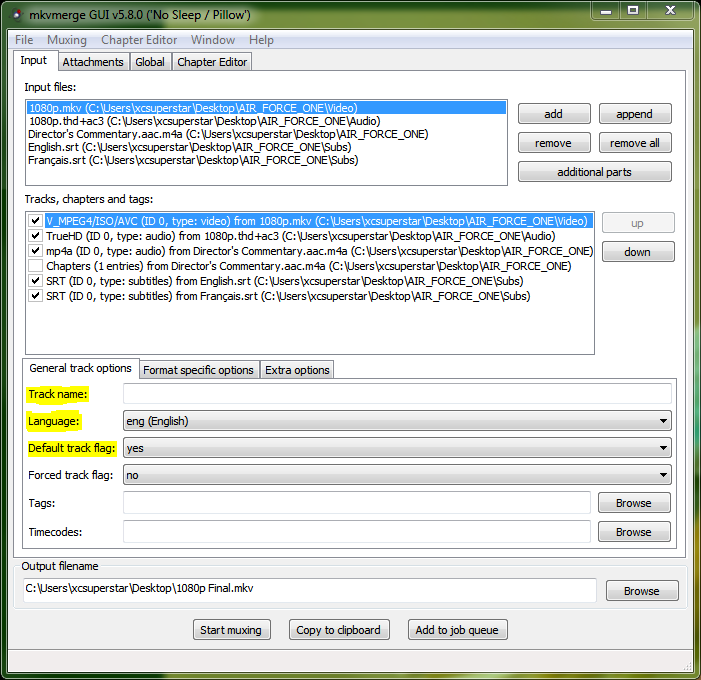 mkvmerge GUI v5.8.0 ('No Sleep / Pillow')
File Muxing Chapter Editor Window Help
Input Attachments Global Chapter Editor
Input files:
1080p.mkv (C:\Users\xcsuperstar\Desktop\AIR_FORCE_ONE\Video)
1080p.thd+ac3 (C:\Users\xcsuperstar\Desktop\AIR_FORCE_ONE\Audio)
Director's Commentary.aac.m4a (C:\Users\xcsuperstar\Desktop\AIR_FORCE_ONE)
English.srt (C:\Users\xcsuperstar\Desktop\AIR_FORCE_ONE\Subs)
Français.srt (C:\Users\xcsuperstar\Desktop\AIR_FORCE_ONE\Subs)
add append
remove remove all
additional parts
Tracks, chapters and tags:
V_MPEG4/ISO/AVC (ID 0, type: video) from 1080p.mkv (C:\Users\xcsuperstar\Desktop\AIR_FORCE_ONE\Video)
TrueHD (ID 0, type: audio) from 1080p.thd+ac3 (C:\Users\xcsuperstar\Desktop\AIR_FORCE_ONE\Audio)
mp4a (ID 0, type: audio) from Director's Commentary.aac.m4a (C:\Users\xcsuperstar\Desktop\AIR_FORCE_ONE)
Chapters (1 entries) from Director's Commentary.aac.m4a (C:\Users\xcsuperstar\Desktop\AIR_FORCE_ONE)
SRT (ID 0, type: subtitles) from English.srt (C:\Users\xcsuperstar\Desktop\AIR_FORCE_ONE\Subs)
SRT (ID 0, type: subtitles) from Français.srt (C:\Users\xcsuperstar\Desktop\AIR_FORCE_ONE\Subs)
up
down
General track options Format specific options Extra options
Track name:
Language: eng (English)
Default track flag: yes
Forced track flag: no
Tags: Browse
Timecodes: Browse
Output filename
C:\Users\xcsuperstar\Desktop\1080p Final.mkv Browse
Start muxing Copy to clipboard Add to job queue